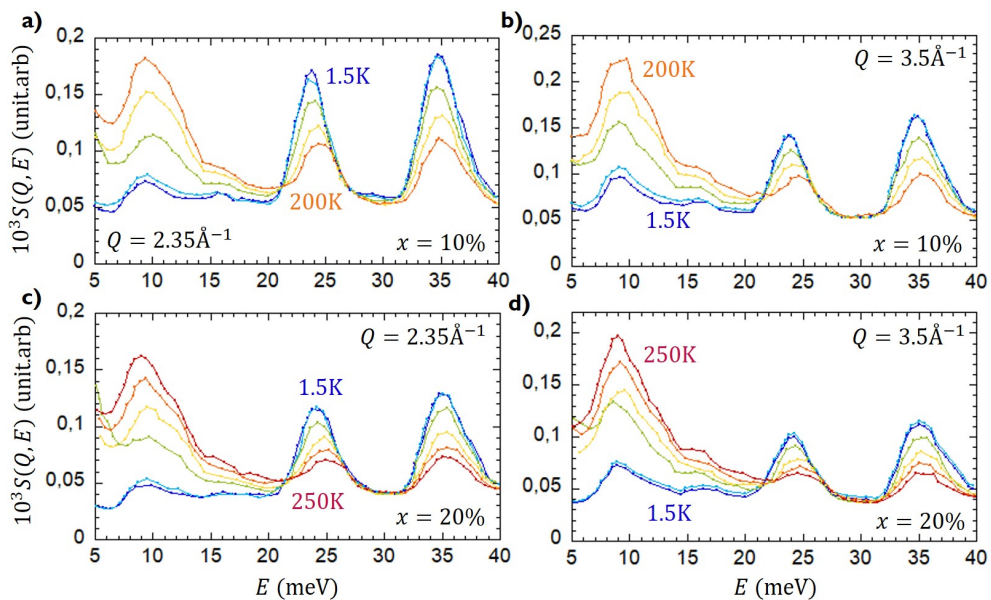 a)
10³S(Q, E) (unit.arb)
0,2
0,15
0,1
0,05
0
1.5K
200K
Q = 2.35Å⁻¹
x = 10%
5 10 15 20 25 30 35 40
b)
0,25
0,2
0,15
0,1
0,05
0
200K
Q = 3.5Å⁻¹
1.5K
x = 10%
5 10 15 20 25 30 35 40
c)
10³S(Q, E) (unit.arb)
0,2
0,15
0,1
0,05
0
Q = 2.35Å⁻¹
1.5K
250K
x = 20%
5 10 15 20 25 30 35 40
E (meV)
d)
0,2
0,15
0,1
0,05
0
250K
Q = 3.5Å⁻¹
1.5K
x = 20%
5 10 15 20 25 30 35 40
E (meV)